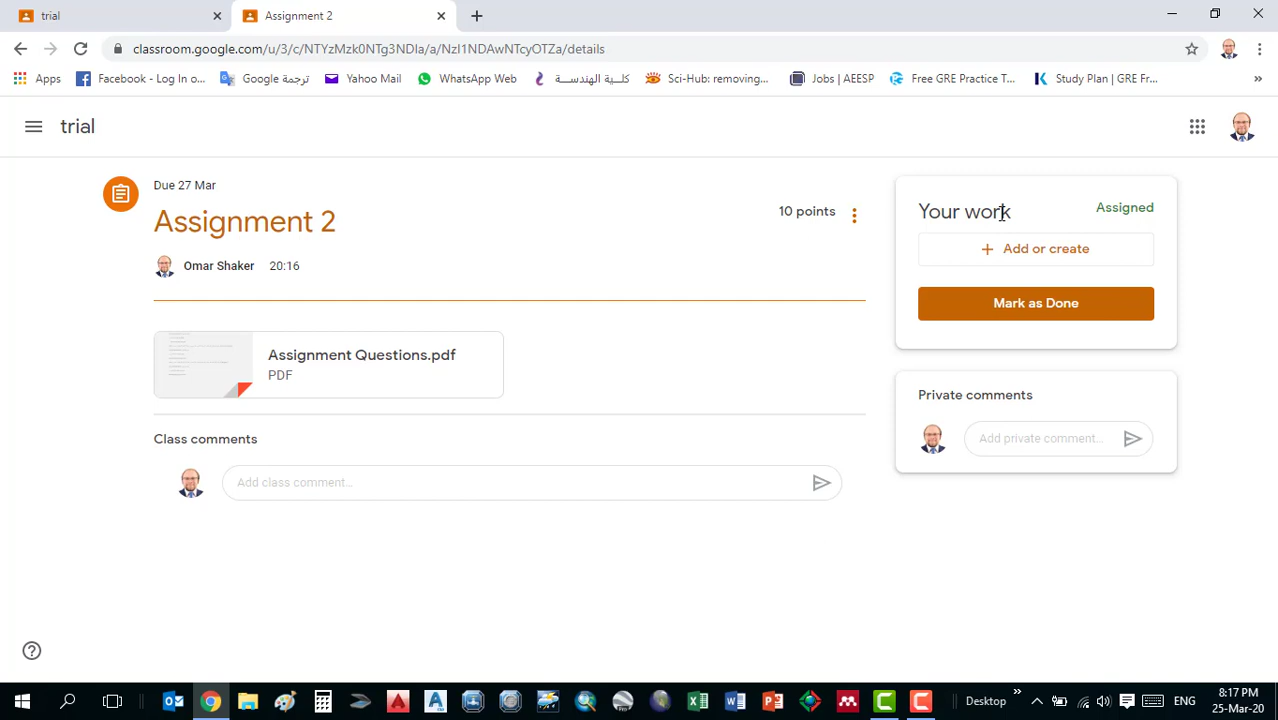 trial
Assignment 2
classroom.google.com/u/3/c/NTYzMzk0NTg3NDla/a/NzI1NDAwNTcyOTZa/details
Apps
Facebook - Log In o...
ترجمة Google
Yahoo Mail
WhatsApp Web
كلـــية الهندســـة
Sci-Hub: removing...
Jobs | AEESP
Free GRE Practice T...
Study Plan | GRE Fr...
trial
Due 27 Mar
Assignment 2
10 points
Omar Shaker 20:16
Assignment Questions.pdf
PDF
Class comments
Add class comment...
Your work
Assigned
+ Add or create
Mark as Done
Private comments
Add private comment...
Desktop
ENG
8:17 PM
25-Mar-20